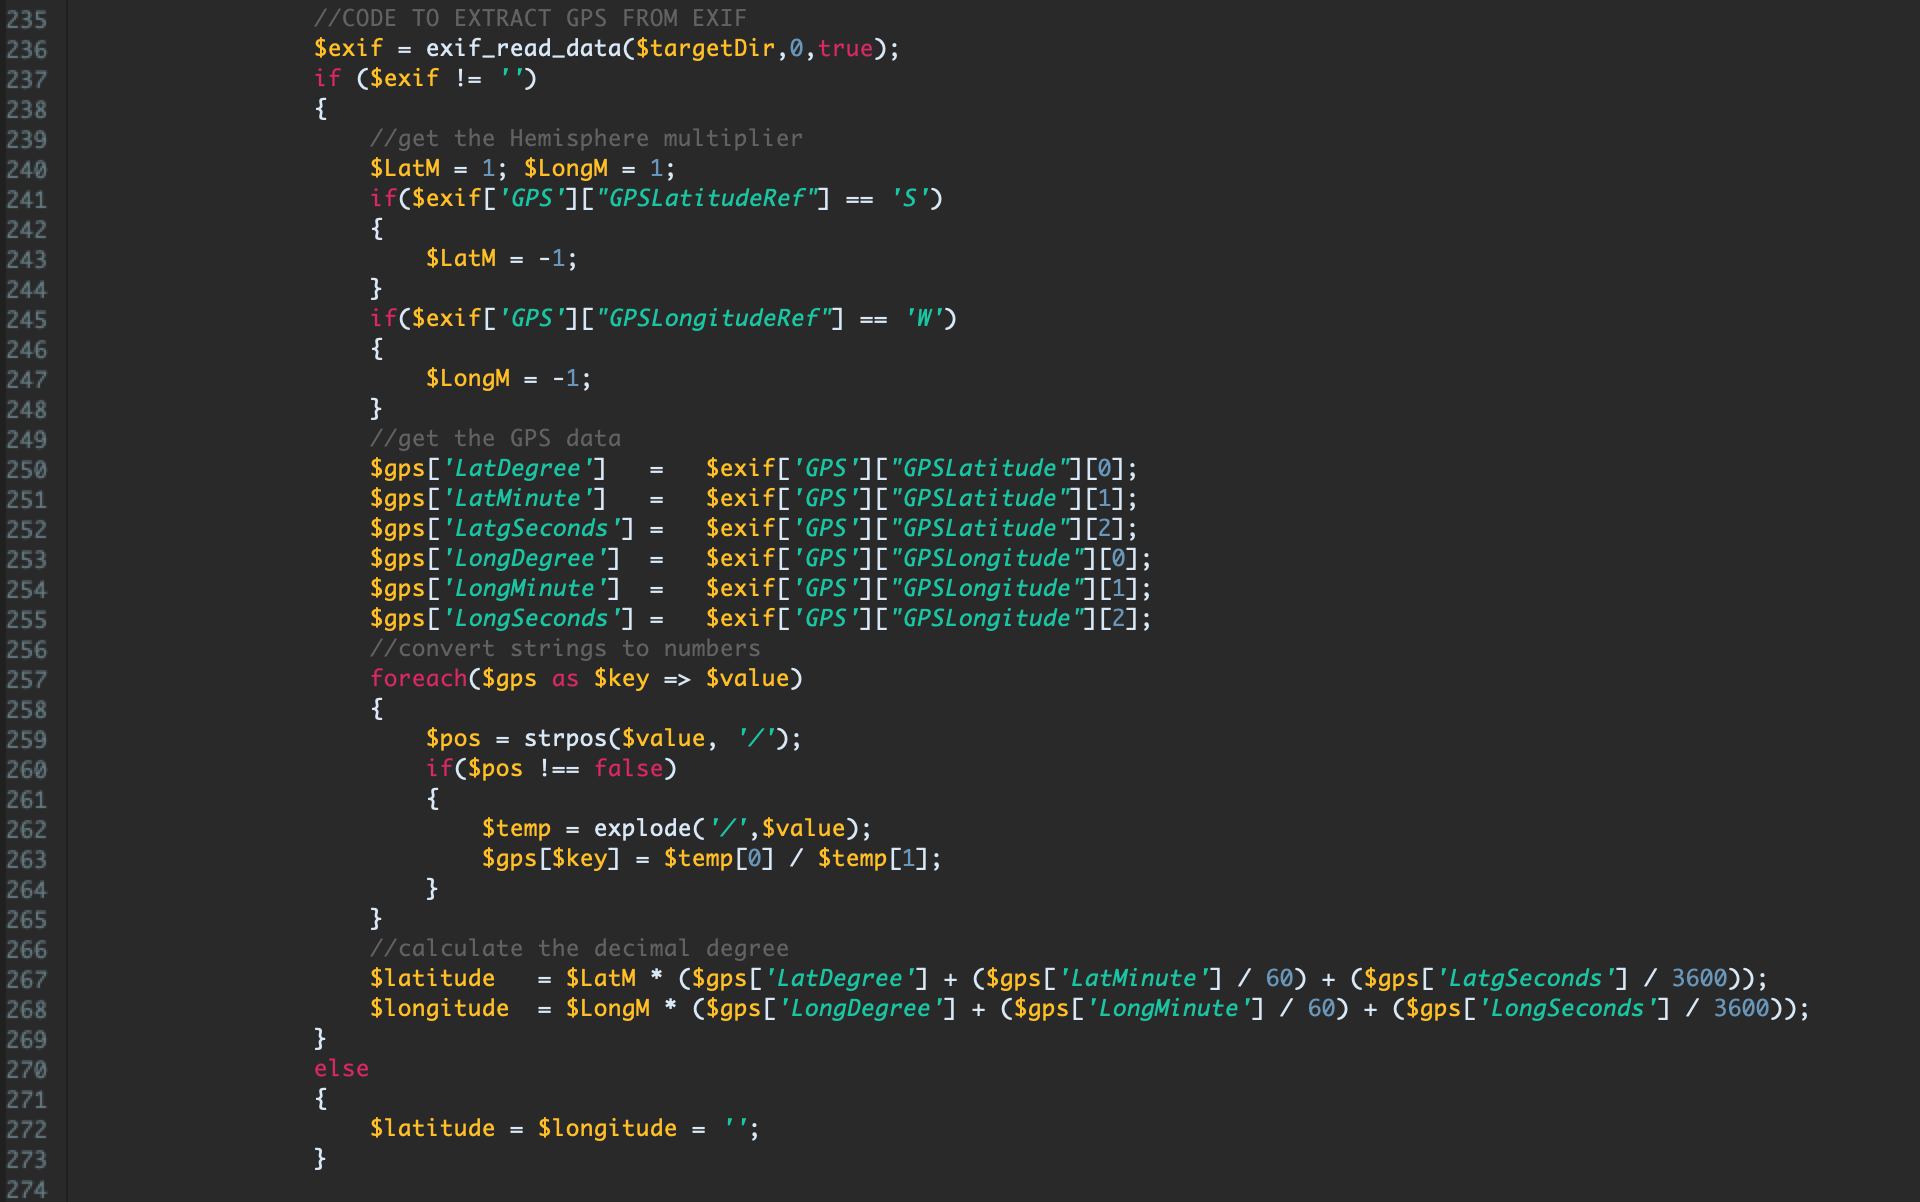 235 //CODE TO EXTRACT GPS FROM EXIF
236 $exif = exif_read_data($targetDir,0,true);
237 if ($exif != '')
238 {
239 //get the Hemisphere multiplier
240 $LatM = 1; $LongM = 1;
241 if($exif['GPS']["GPSLatitudeRef"] == 'S')
242 {
243 $LatM = -1;
244 }
245 if($exif['GPS']["GPSLongitudeRef"] == 'W')
246 {
247 $LongM = -1;
248 }
249 //get the GPS data
250 $gps['LatDegree']   =   $exif['GPS']["GPSLatitude"][0];
251 $gps['LatMinute']   =   $exif['GPS']["GPSLatitude"][1];
252 $gps['LatgSeconds'] =   $exif['GPS']["GPSLatitude"][2];
253 $gps['LongDegree']  =   $exif['GPS']["GPSLongitude"][0];
254 $gps['LongMinute']  =   $exif['GPS']["GPSLongitude"][1];
255 $gps['LongSeconds'] =   $exif['GPS']["GPSLongitude"][2];
256 //convert strings to numbers
257 foreach($gps as $key => $value)
258 {
259 $pos = strpos($value, '/');
260 if($pos !== false)
261 {
262 $temp = explode('/',$value);
263 $gps[$key] = $temp[0] / $temp[1];
264 }
265 }
266 //calculate the decimal degree
267 $latitude   = $LatM * ($gps['LatDegree'] + ($gps['LatMinute'] / 60) + ($gps['LatgSeconds'] / 3600));
268 $longitude  = $LongM * ($gps['LongDegree'] + ($gps['LongMinute'] / 60) + ($gps['LongSeconds'] / 3600));
269 }
270 else
271 {
272 $latitude = $longitude = '';
273 }
274